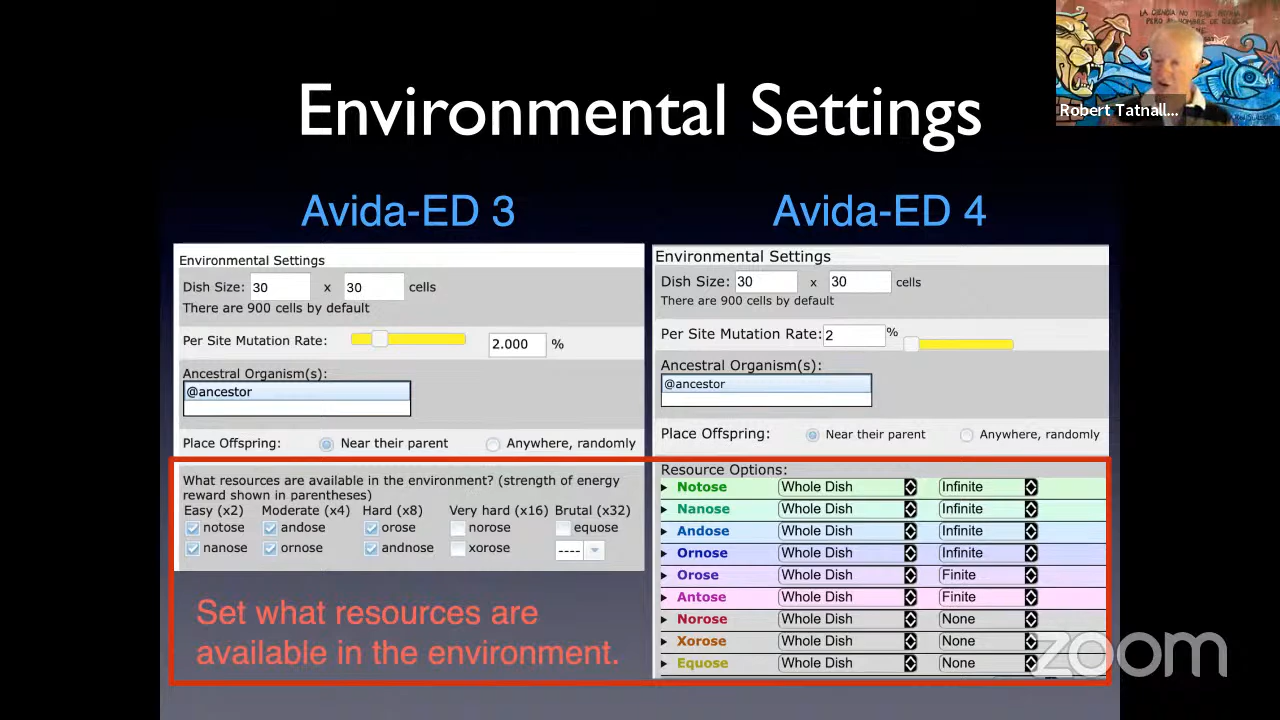 Environmental Settings
LA CIENCIA NO TIENE PATRIA
Robert Tatnall...
Avida-ED 3
Environmental Settings
Dish Size: 30 x 30 cells
There are 900 cells by default
Per Site Mutation Rate: 2.000 %
Ancestral Organism(s):
@ancestor
Place Offspring: Near their parent Anywhere, randomly
What resources are available in the environment? (strength of energy
reward shown in parentheses)
Easy (x2) Moderate (x4) Hard (x8) Very hard (x16) Brutal (x32)
notose andose orose norose equose
nanose ornose andnose xorose ----
Set what resources are
available in the environment.
Avida-ED 4
Environmental Settings
Dish Size: 30 x 30 cells
There are 900 cells by default
Per Site Mutation Rate: 2 %
Ancestral Organism(s):
@ancestor
Place Offspring: Near their parent Anywhere, randomly
Resource Options:
Notose Whole Dish Infinite
Nanose Whole Dish Infinite
Andose Whole Dish Infinite
Ornose Whole Dish Infinite
Orose Whole Dish Finite
Antose Whole Dish Finite
Norose Whole Dish None
Xorose Whole Dish None
Equose Whole Dish None
zoom